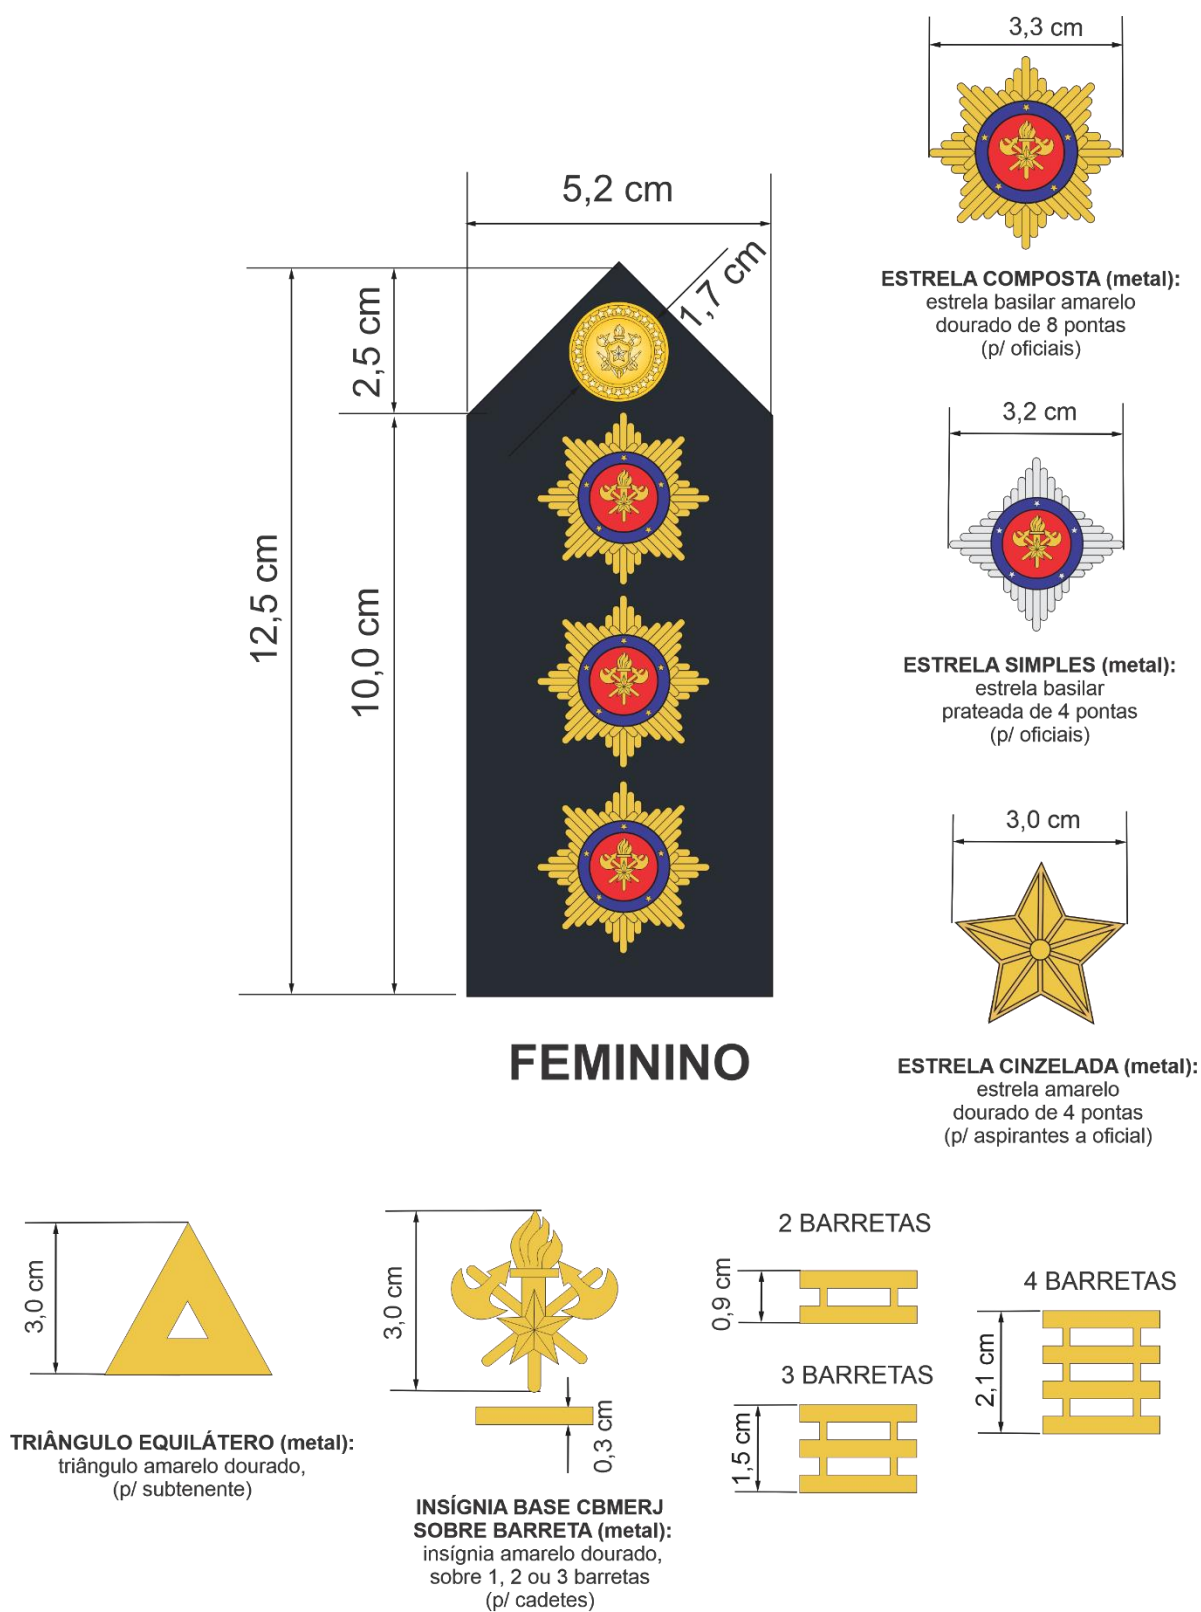 3,3 cm
5,2 cm
1,7 cm
2,5 cm
12,5 cm
10,0 cm
ESTRELA COMPOSTA (metal):
estrela basilar amarelo
dourado de 8 pontas
(p/ oficiais)
3,2 cm
ESTRELA SIMPLES (metal):
estrela basilar
prateada de 4 pontas
(p/ oficiais)
3,0 cm
ESTRELA CINZELADA (metal):
estrela amarelo
dourado de 4 pontas
(p/ aspirantes a oficial)
FEMININO
3,0 cm
TRIÂNGULO EQUILÁTERO (metal):
triângulo amarelo dourado,
(p/ subtenente)
3,0 cm
0,3 cm
INSÍGNIA BASE CBMERJ
SOBRE BARRETA (metal):
insígnia amarelo dourado,
sobre 1, 2 ou 3 barretas
(p/ cadetes)
2 BARRETAS
0,9 cm
3 BARRETAS
1,5 cm
4 BARRETAS
2,1 cm